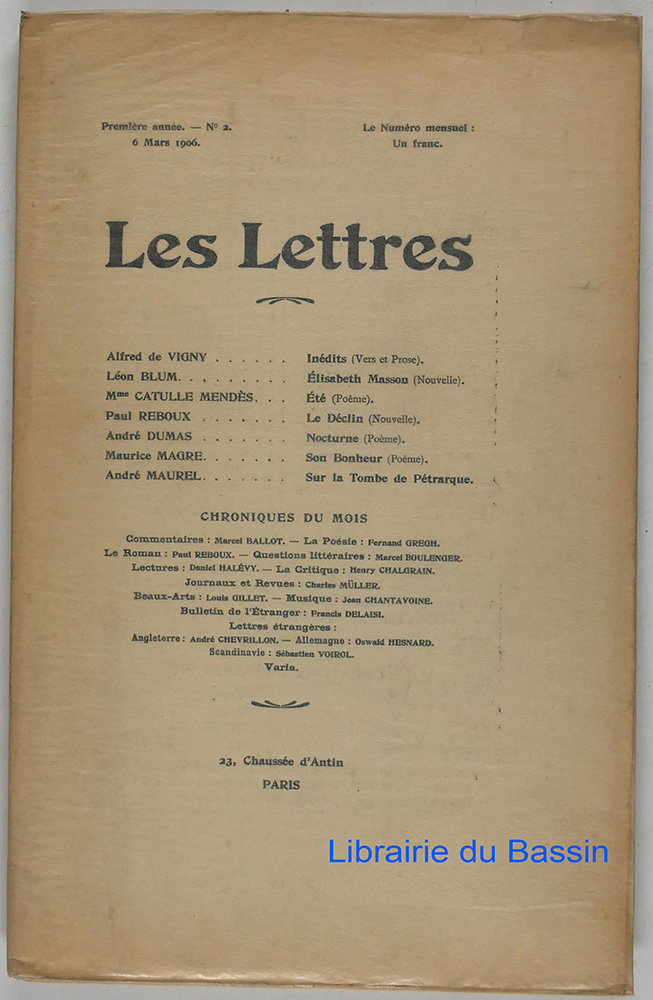 Première année. — N° 2.
6 Mars 1906.
Le Numéro mensuel :
Un franc.
Les Lettres
Alfred de VIGNY . . . . . . Inédits (Vers et Prose).
Léon BLUM. . . . . . . . . Élisabeth Masson (Nouvelle).
Mme CATULLE MENDÈS. . . Été (Poème).
Paul REBOUX . . . . . . . Le Déclin (Nouvelle).
André DUMAS . . . . . . . Nocturne (Poème).
Maurice MAGRE. . . . . . . Son Bonheur (Poème).
André MAUREL. . . . . . . Sur la Tombe de Pétrarque.
CHRONIQUES DU MOIS
Commentaires : Marcel BALLOT. — La Poésie : Fernand GREGH.
Le Roman : Paul REBOUX. — Questions littéraires : Marcel BOULENGER.
Lectures : Daniel HALÉVY. — La Critique : Henry CHALGRAIN.
Journaux et Revues : Charles MÜLLER.
Beaux-Arts : Louis GILLET. — Musique : Jean CHANTAVOINE.
Bulletin de l'Étranger : Francis DELAISI.
Lettres étrangères :
Angleterre : André CHEVRILLON. — Allemagne : Oswald HESNARD.
Scandinavie : Sébastien VOIROL.
Varia.
23, Chaussée d'Antin
PARIS
Librairie du Bassin